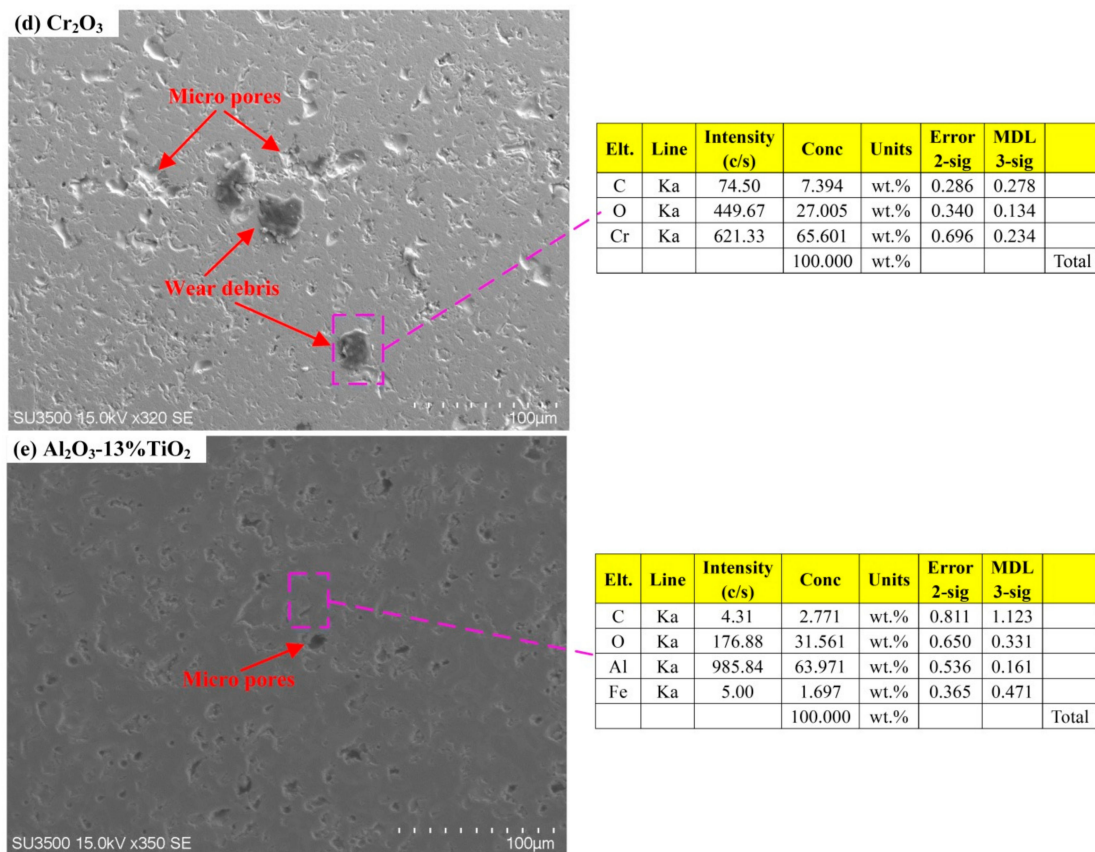 (d) Cr₂O₃
Micro pores
Wear debris
SU3500 15.0kV x320 SE
100µm
Elt. Line Intensity (c/s) Conc Units Error 2-sig MDL 3-sig
C Ka 74.50 7.394 wt.% 0.286 0.278
O Ka 449.67 27.005 wt.% 0.340 0.134
Cr Ka 621.33 65.601 wt.% 0.696 0.234
100.000 wt.% Total
(e) Al₂O₃-13%TiO₂
Micro pores
SU3500 15.0kV x350 SE
100µm
Elt. Line Intensity (c/s) Conc Units Error 2-sig MDL 3-sig
C Ka 4.31 2.771 wt.% 0.811 1.123
O Ka 176.88 31.561 wt.% 0.650 0.331
Al Ka 985.84 63.971 wt.% 0.536 0.161
Fe Ka 5.00 1.697 wt.% 0.365 0.471
100.000 wt.% Total